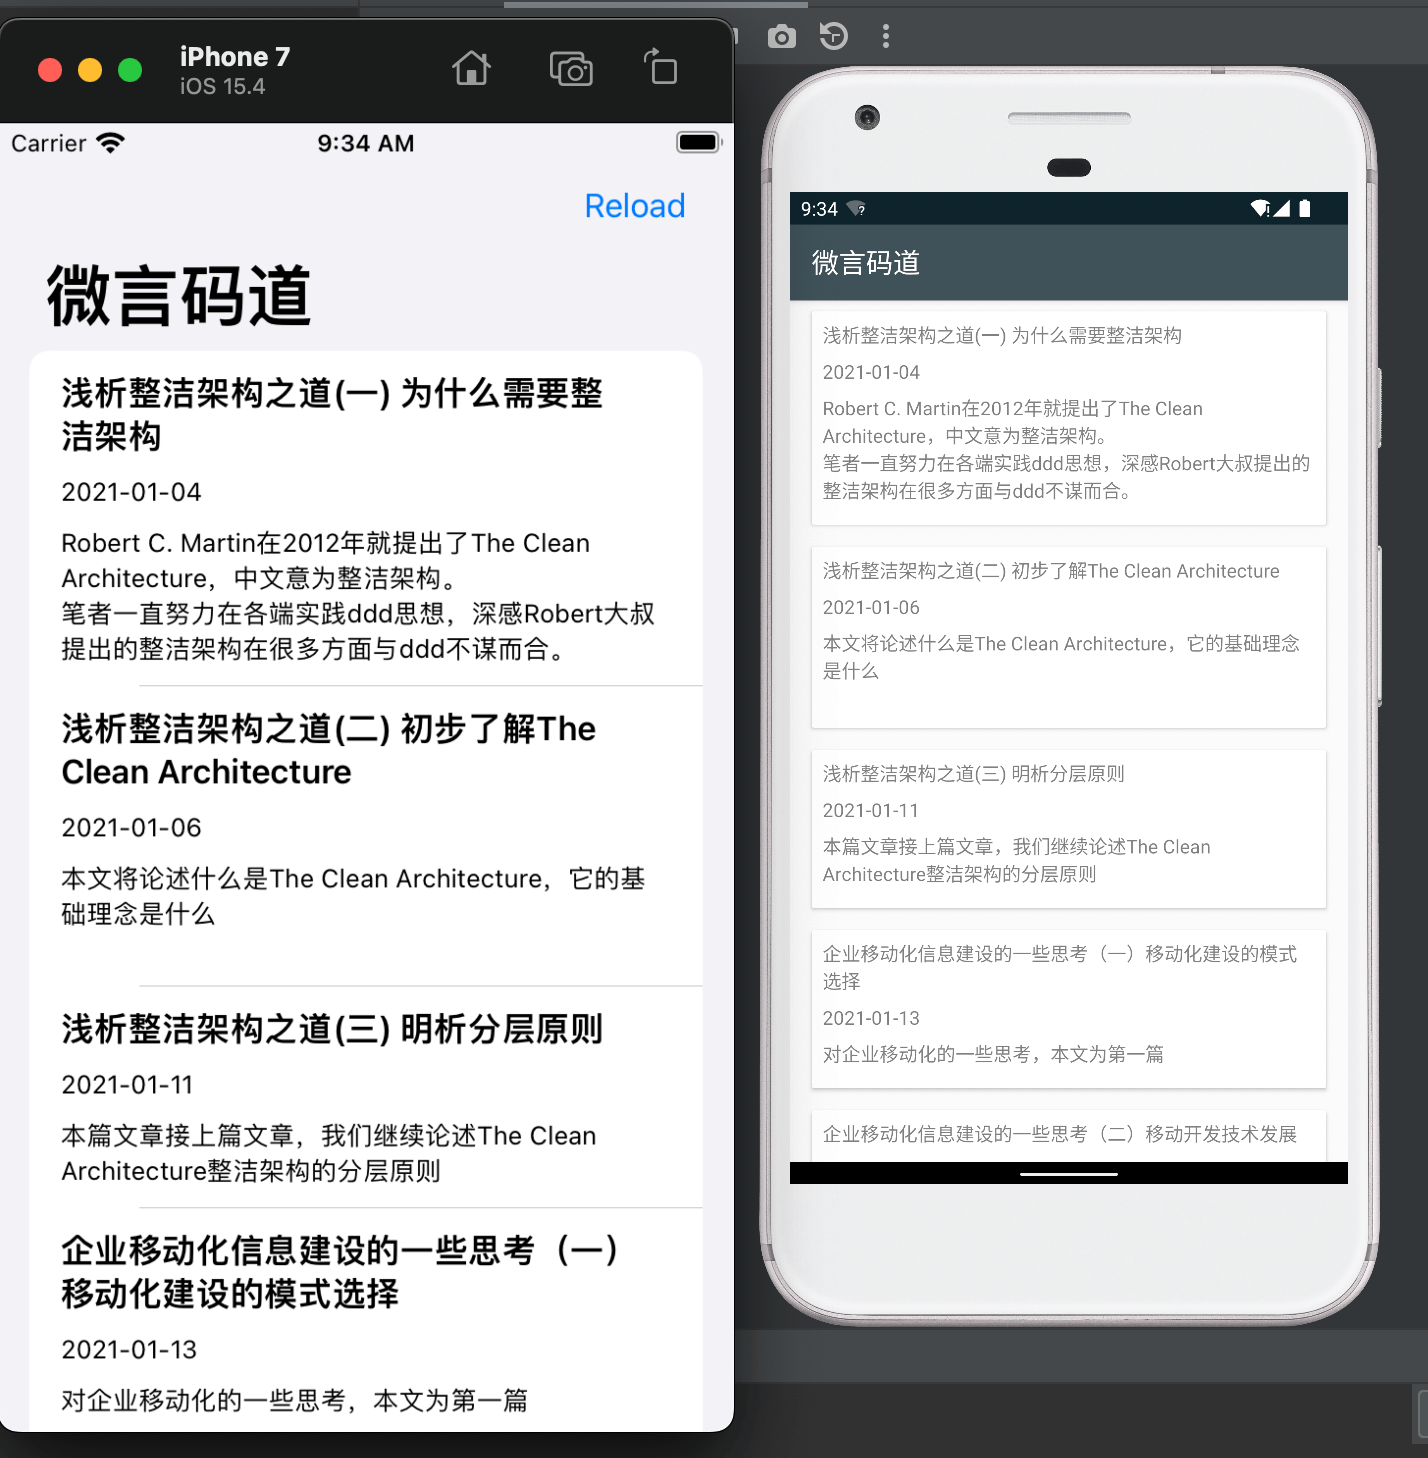 iPhone 7
iOS 15.4
Carrier
9:34 AM
Reload
微言码道
浅析整洁架构之道(一) 为什么需要整
洁架构
2021-01-04
Robert C. Martin在2012年就提出了The Clean
Architecture，中文意为整洁架构。
笔者一直努力在各端实践ddd思想，深感Robert大叔
提出的整洁架构在很多方面与ddd不谋而合。
浅析整洁架构之道(二) 初步了解The
Clean Architecture
2021-01-06
本文将论述什么是The Clean Architecture，它的基
础理念是什么
浅析整洁架构之道(三) 明析分层原则
2021-01-11
本篇文章接上篇文章，我们继续论述The Clean
Architecture整洁架构的分层原则
企业移动化信息建设的一些思考（一）
移动化建设的模式选择
2021-01-13
对企业移动化的一些思考，本文为第一篇
9:34
微言码道
浅析整洁架构之道(一) 为什么需要整洁架构
2021-01-04
Robert C. Martin在2012年就提出了The Clean
Architecture，中文意为整洁架构。
笔者一直努力在各端实践ddd思想，深感Robert大叔提出的
整洁架构在很多方面与ddd不谋而合。
浅析整洁架构之道(二) 初步了解The Clean Architecture
2021-01-06
本文将论述什么是The Clean Architecture，它的基础理念
是什么
浅析整洁架构之道(三) 明析分层原则
2021-01-11
本篇文章接上篇文章，我们继续论述The Clean
Architecture整洁架构的分层原则
企业移动化信息建设的一些思考（一）移动化建设的模式
选择
2021-01-13
对企业移动化的一些思考，本文为第一篇
企业移动化信息建设的一些思考（二）移动开发技术发展